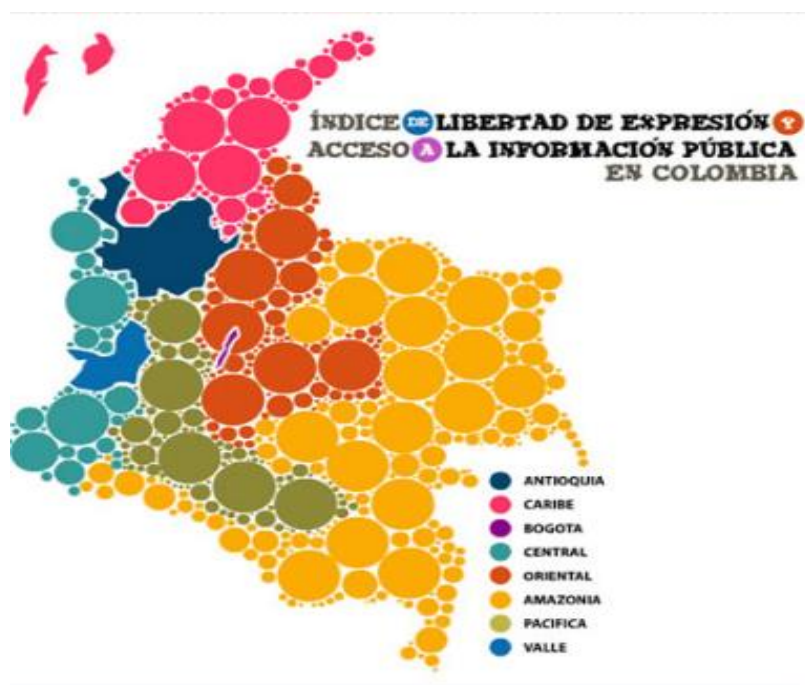 ÍNDICE DE LIBERTAD DE EXPRESIÓN Y
ACCESO A LA INFORMACIÓN PÚBLICA
EN COLOMBIA
ANTIOQUIA
CARIBE
BOGOTA
CENTRAL
ORIENTAL
AMAZONIA
PACIFICA
VALLE